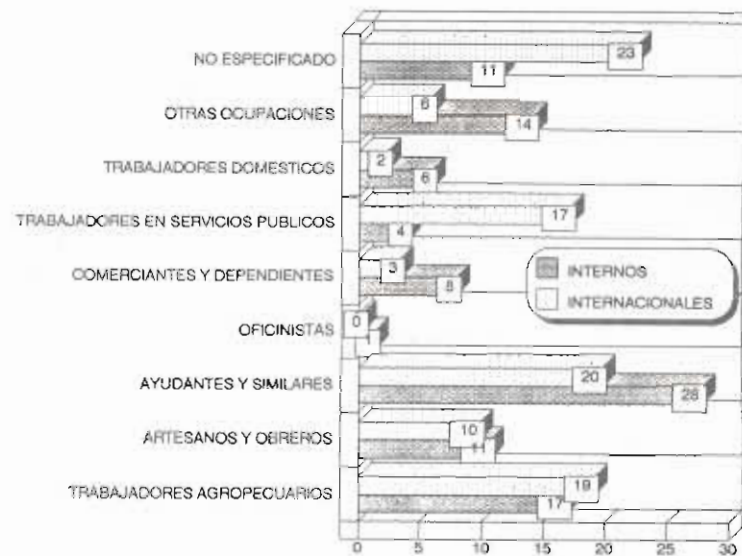 NO ESPECIFICADO
23
11
OTRAS OCUPACIONES
6
14
TRABAJADORES DOMESTICOS
2
6
TRABAJADORES EN SERVICIOS PUBLICOS
17
4
COMERCIANTES Y DEPENDIENTES
3
8
INTERNOS
INTERNACIONALES
OFICINISTAS
0
1
AYUDANTES Y SIMILARES
20
28
ARTESANOS Y OBREROS
10
11
TRABAJADORES AGROPECUARIOS
19
17
0 5 10 15 20 25 30